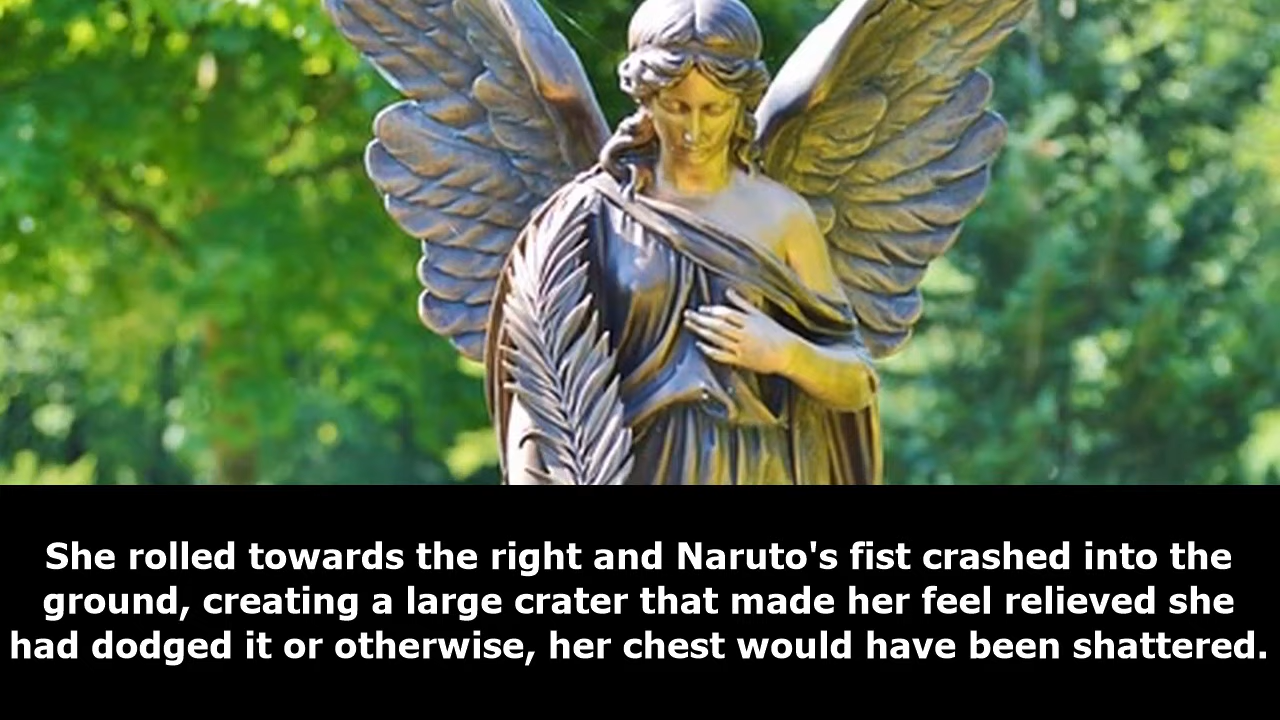 She rolled towards the right and Naruto's fist crashed into the
ground, creating a large crater that made her feel relieved she
had dodged it or otherwise, her chest would have been shattered.